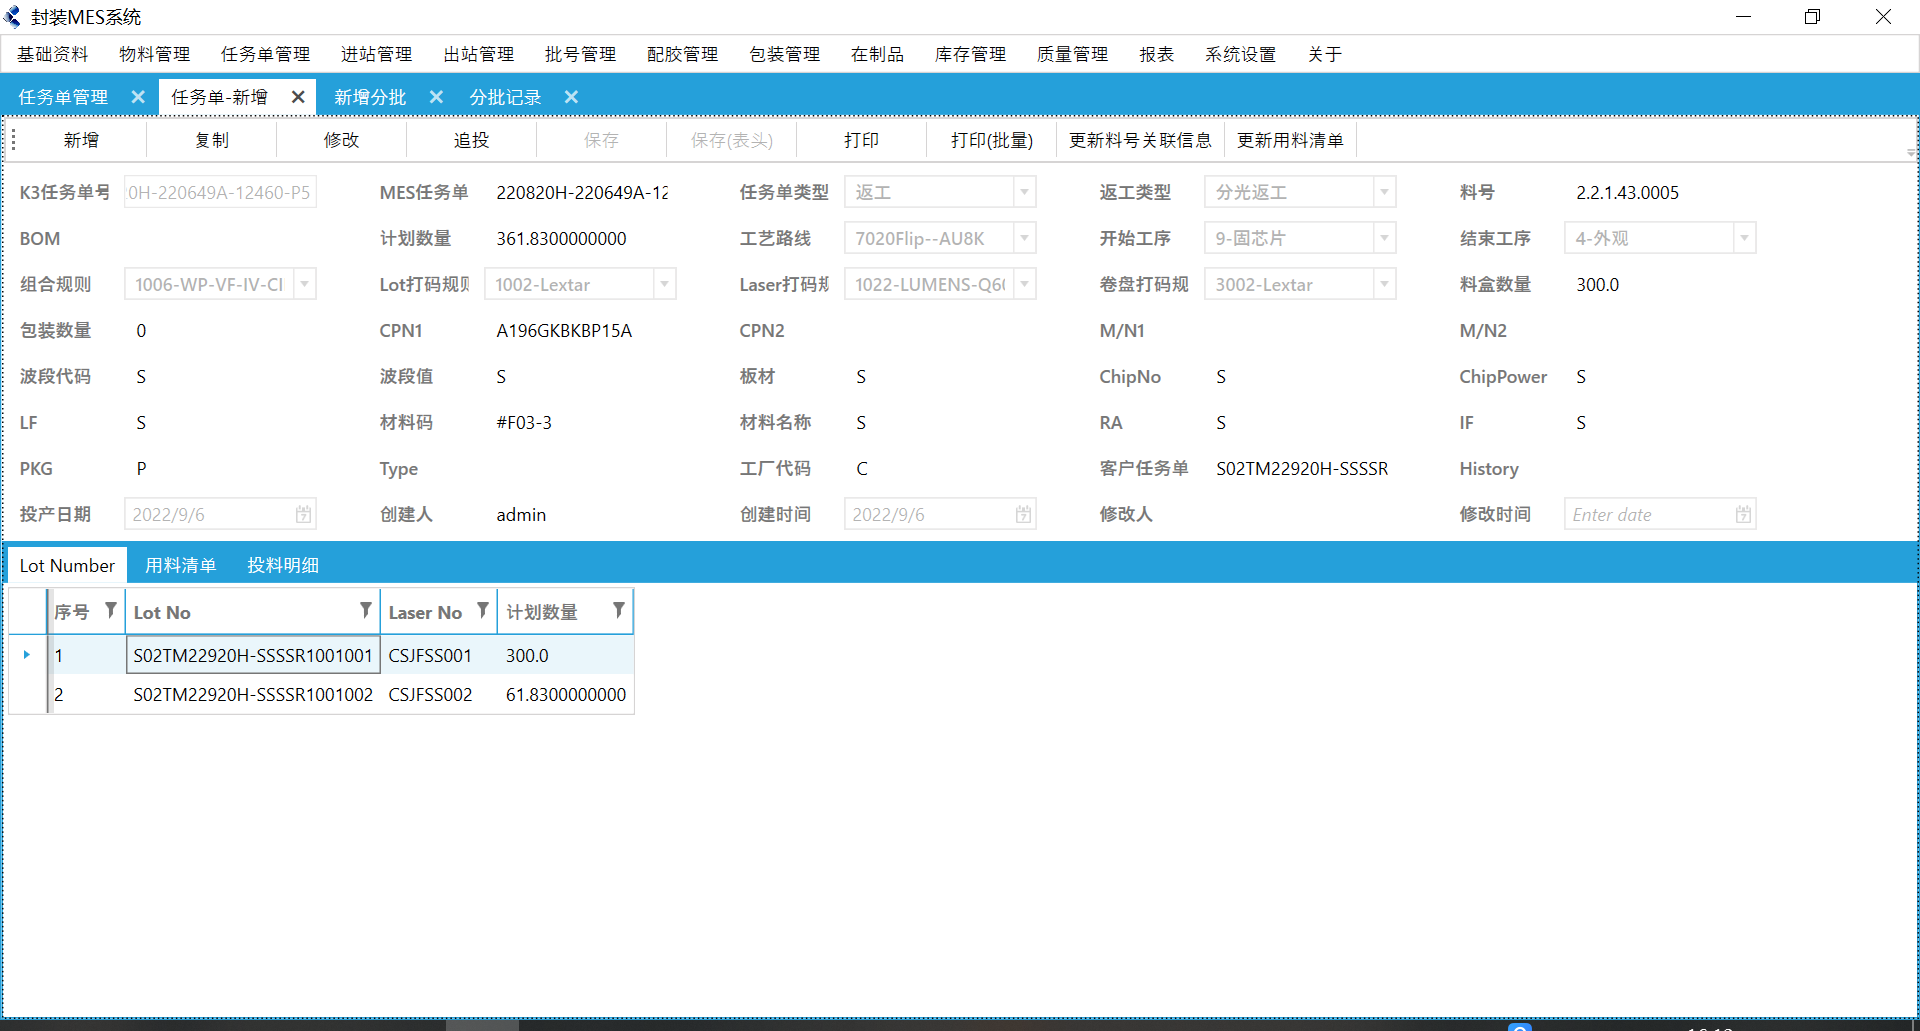 封装MES系统
基础资料 物料管理 任务单管理 进站管理 出站管理 批号管理 配胶管理 包装管理 在制品 库存管理 质量管理 报表 系统设置 关于
任务单管理 任务单-新增 新增分批 分批记录
新增 复制 修改 追投 保存 保存(表头) 打印 打印(批量) 更新料号关联信息 更新用料清单
K3任务单号 0H-220649A-12460-P5 MES任务单 220820H-220649A-12 任务单类型 返工 返工类型 分光返工 料号 2.2.1.43.0005
BOM 计划数量 361.8300000000 工艺路线 7020Flip--AU8K 开始工序 9-固芯片 结束工序 4-外观
组合规则 1006-WP-VF-IV-CI Lot打码规则 1002-Lextar Laser打码规 1022-LUMENS-Q6 卷盘打码规 3002-Lextar 料盒数量 300.0
包装数量 0 CPN1 A196GKBKBP15A CPN2 M/N1 M/N2
波段代码 S 波段值 S 板材 S ChipNo S ChipPower S
LF S 材料码 #F03-3 材料名称 S RA S IF S
PKG P Type 工厂代码 C 客户任务单 S02TM22920H-SSSSR History
投产日期 2022/9/6 创建人 admin 创建时间 2022/9/6 修改人 修改时间 Enter date
Lot Number 用料清单 投料明细
序号 Lot No Laser No 计划数量
1 S02TM22920H-SSSSR1001001 CSJFSS001 300.0
2 S02TM22920H-SSSSR1001002 CSJFSS002 61.8300000000